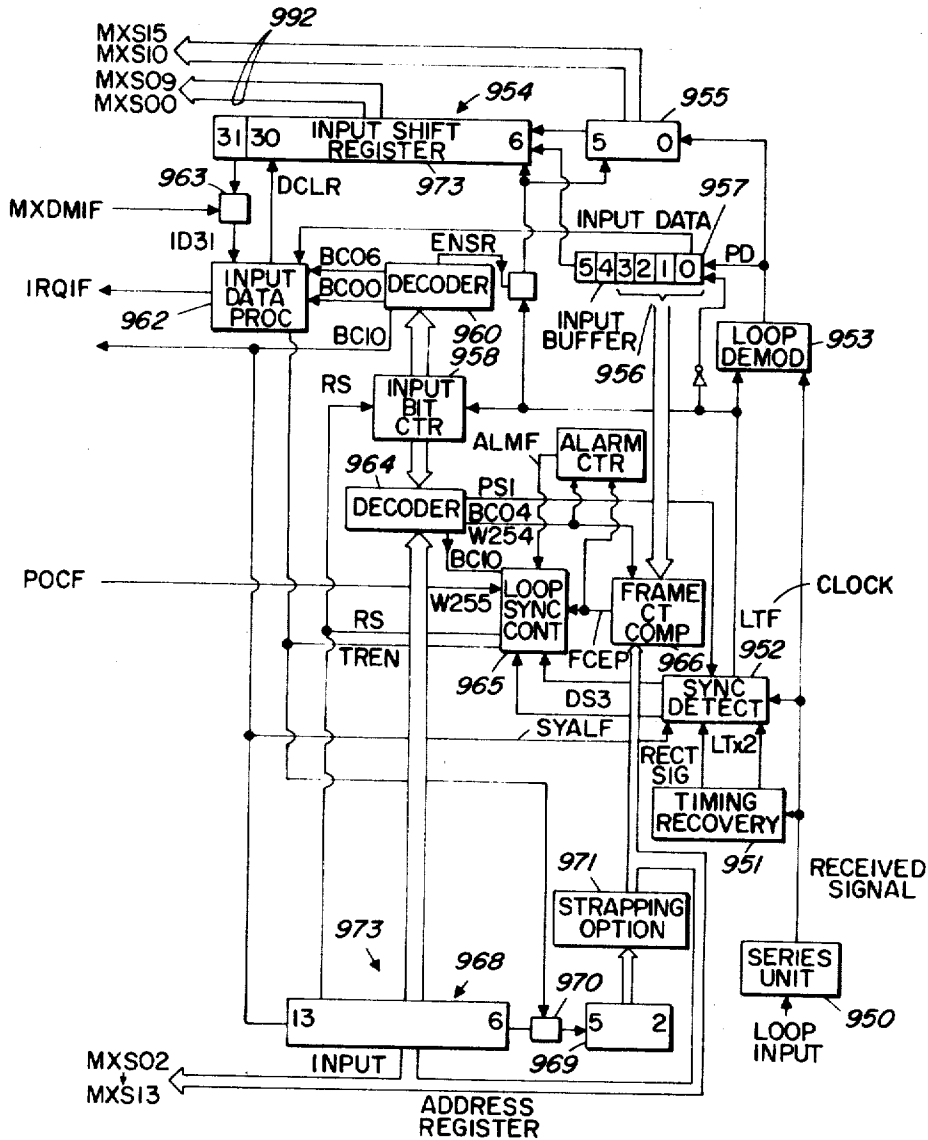 MXS15
MXS10
992
MXS09
MXS00
954
955
31 30 INPUT SHIFT REGISTER 6
5 0
973
963
DCLR
957
MXDMIF
INPUT DATA
ID31
ENSR
BC06
PD
5 4 3 2 1 0
DECODER
IRQ1F
INPUT DATA PROC
BC00
960
INPUT BUFFER
962
BC10
956
LOOP DEMOD
953
958
RS
INPUT BIT CTR
ALMF
ALARM CTR
964
DECODER
PS1
BC04
W254
BC10
POCF
W255
LOOP SYNC CONT
FRAME CT COMP
CLOCK
LTF
RS
FCEP
966
952
TREN
965
SYNC DETECT
DS3
SYALF
RECT SIG
LTx2
TIMING RECOVERY
951
971
RECEIVED SIGNAL
STRAPPING OPTION
973
968
970
SERIES UNIT
950
13 6
5 2
969
LOOP INPUT
INPUT
MXS02
MXS13
ADDRESS REGISTER